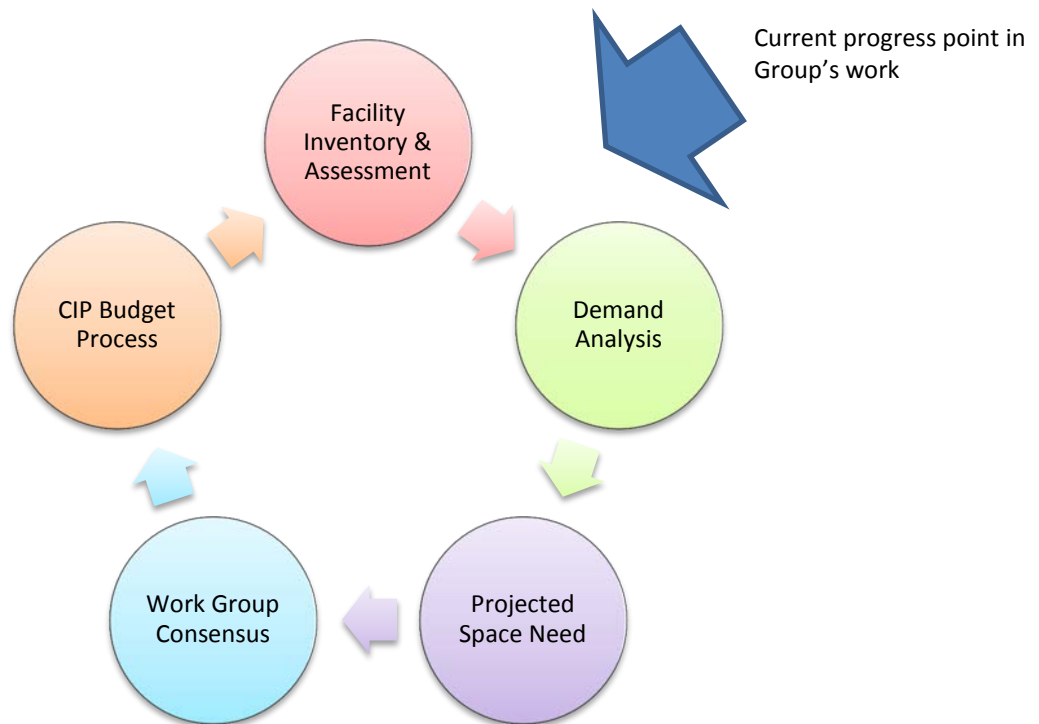 Current progress point in
Group’s work
Facility
Inventory &
Assessment
Demand
Analysis
Projected
Space Need
Work Group
Consensus
CIP Budget
Process